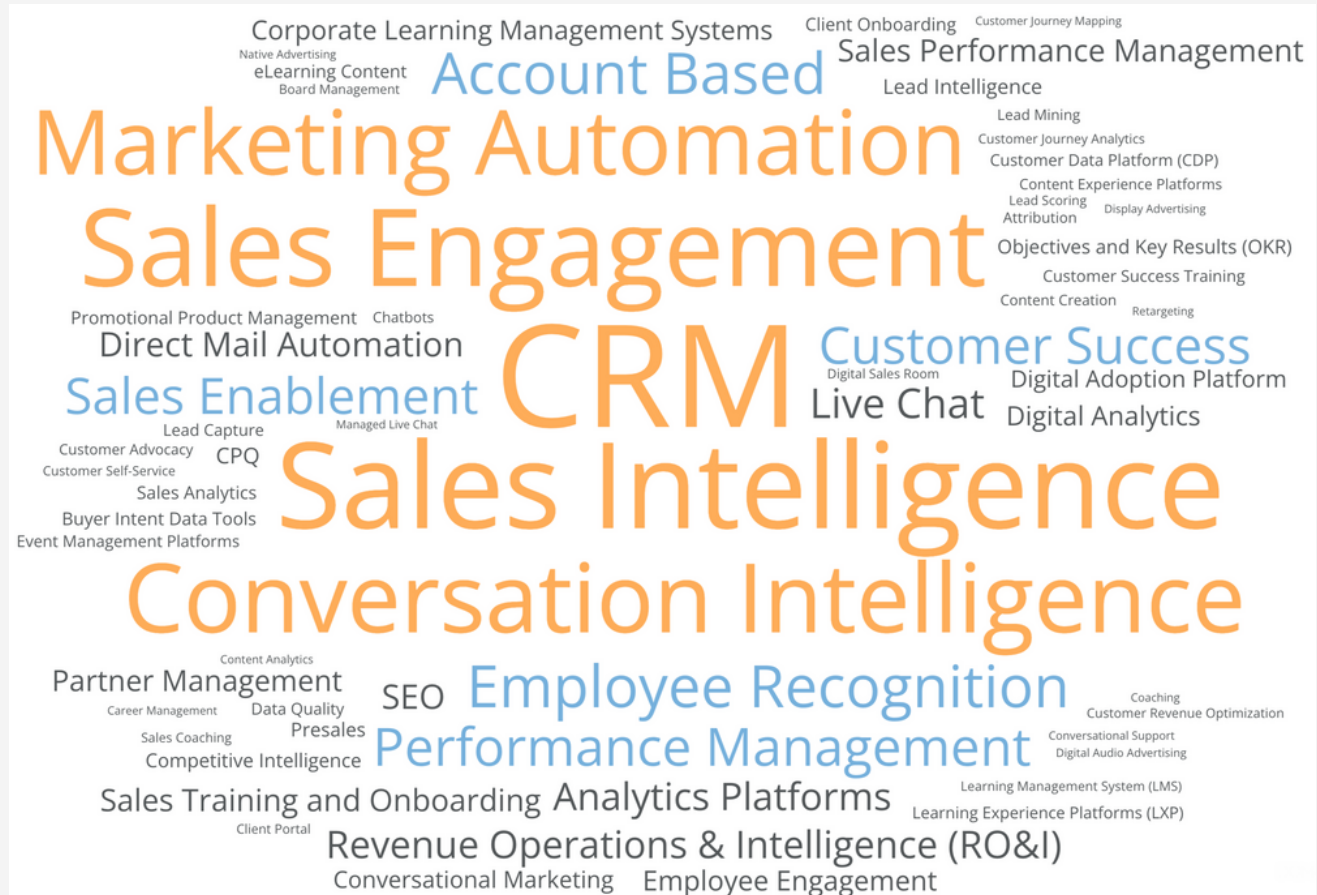 Corporate Learning Management Systems
Client Onboarding
Customer Journey Mapping
Native Advertising
eLearning Content
Board Management
Account Based
Sales Performance Management
Lead Intelligence
Marketing Automation
Lead Mining
Customer Journey Analytics
Customer Data Platform (CDP)
Content Experience Platforms
Lead Scoring
Display Advertising
Attribution
Sales Engagement
Objectives and Key Results (OKR)
Customer Success Training
Content Creation
Retargeting
Promotional Product Management
Chatbots
Direct Mail Automation
CRM
Customer Success
Digital Sales Room
Digital Adoption Platform
Sales Enablement
Live Chat
Digital Analytics
Managed Live Chat
Lead Capture
Customer Advocacy
CPQ
Customer Self-Service
Sales Analytics
Buyer Intent Data Tools
Event Management Platforms
Sales Intelligence
Conversation Intelligence
Content Analytics
Partner Management
SEO
Employee Recognition
Coaching
Career Management
Data Quality
Customer Revenue Optimization
Presales
Sales Coaching
Competitive Intelligence
Performance Management
Conversational Support
Digital Audio Advertising
Sales Training and Onboarding
Analytics Platforms
Learning Management System (LMS)
Learning Experience Platforms (LXP)
Client Portal
Revenue Operations & Intelligence (RO&I)
Conversational Marketing
Employee Engagement